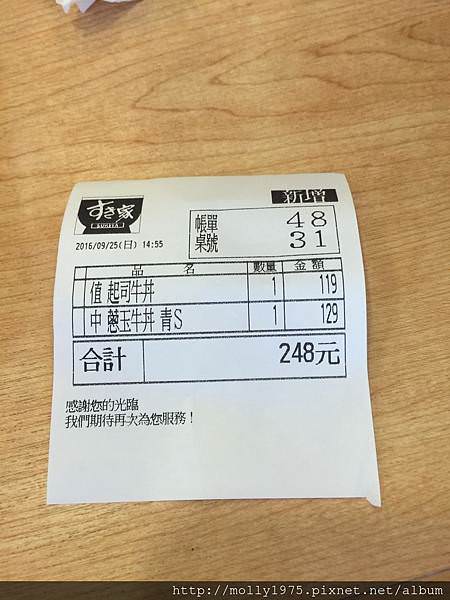 すき家
SUKIYA
新增
2016/09/25(日) 14:55
帳單 48
桌號 31
品 名 數量 金額
值 起司牛丼 1 119
中 蔥玉牛丼 青S 1 129
合計 248元
感謝您的光臨
我們期待再次為您服務!
http://molly1975.pixnet.net/album